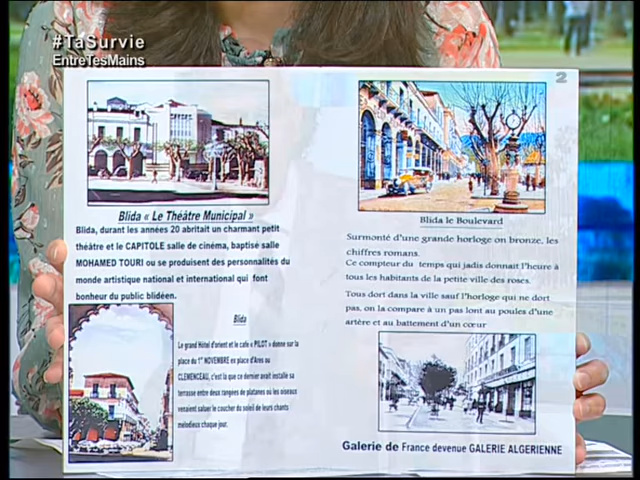 #TaSurvie
EntreTesMains
2
Blida « Le Théâtre Municipal »
Blida, durant les années 20 abritait un charmant petit
théâtre et le CAPITOLE salle de cinéma, baptisé salle
MOHAMED TOURI ou se produisent des personnalités du
monde artistique national et international qui font
bonheur du public blidéen.
Blida
Le grand Hôtel d'orient et le cafe « PILOT » donne sur la
place du 1er NOVEMBRE ex place d'Ares ou
CLEMENCEAU, c'est là que ce dernier avait installé sa
terrasse entre deux rangées de platanes où les oiseaux
venaient saluer le coucher du soleil de leurs chants
mélodieux chaque jour.
Blida le Boulevard
Surmonté d'une grande horloge on bronze, les
chiffres romans.
Ce compteur du temps qui jadis donnait l'heure à
tous les habitants de la petite ville des roses.
Tous dort dans la ville sauf l'horloge qui ne dort
pas, on la compare à un pas lont au poules d'une
artère et au battement d'un cœur
Galerie de France devenue GALERIE ALGERIENNE